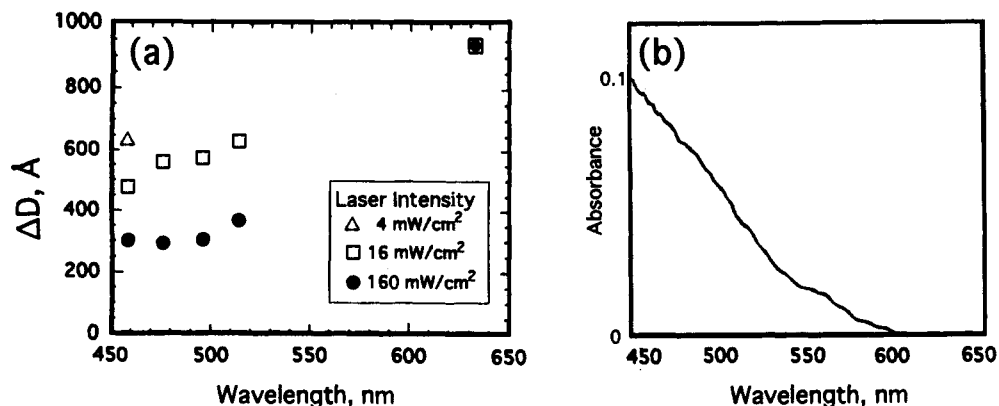 (a)
ΔD, Å
1000
800
600
400
200
0
450
500
550
600
650
Wavelength, nm
Laser Intensity
△ 4 mW/cm²
□ 16 mW/cm²
● 160 mW/cm²
(b)
Absorbance
0.1
0
450
500
550
600
650
Wavelength, nm